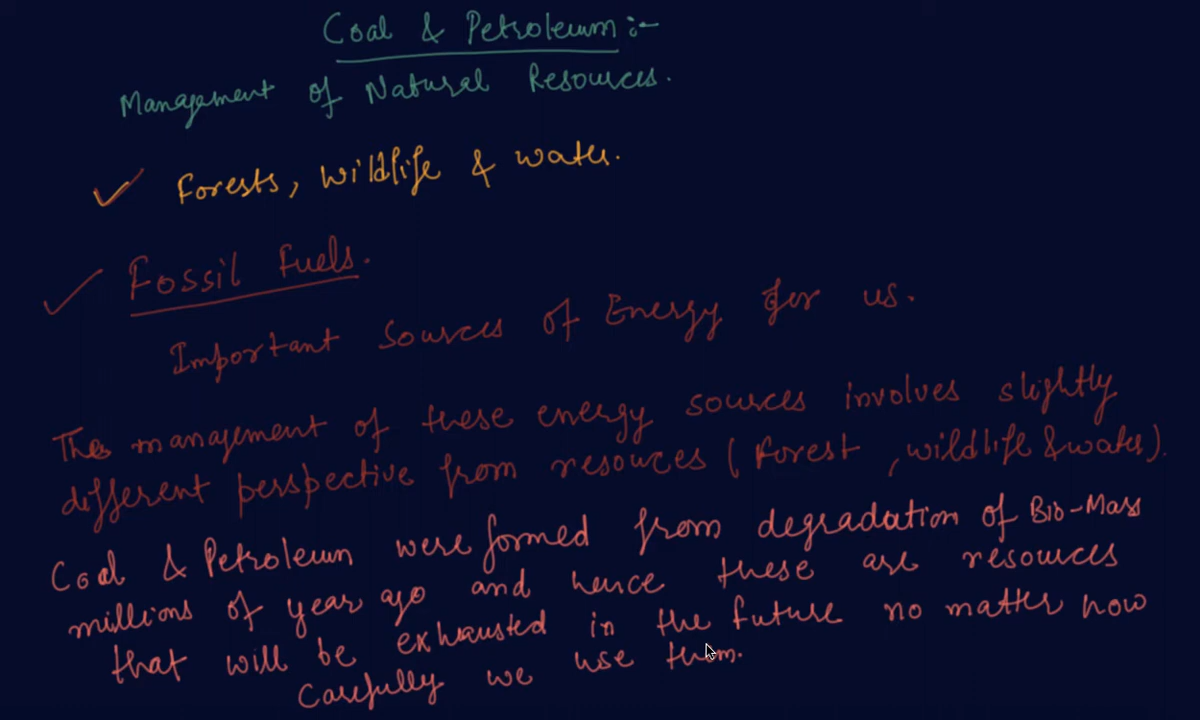 Coal & Petroleum :-
Management of Natural Resources.
Forests, wildlife & water.
Fossil Fuels.
Important Sources of Energy for us.
The management of these energy sources involves slightly
different perspective from resouces (Forest, wildlife & water).
Coal & Petroleum were formed from degradation of Bio-Mass
millions of year ago and hence these are resources
that will be exhausted in the future no matter how
Carefully we use them.